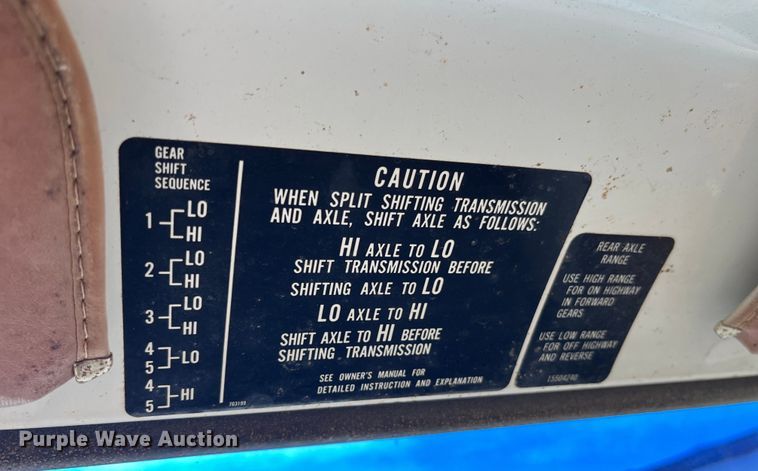 GEAR
SHIFT
SEQUENCE
1 LO
HI
2 LO
HI
3 LO
HI
4
5 LO
4
5 HI
CAUTION
WHEN SPLIT SHIFTING TRANSMISSION
AND AXLE, SHIFT AXLE AS FOLLOWS:
HI AXLE TO LO
SHIFT TRANSMISSION BEFORE
SHIFTING AXLE TO LO
LO AXLE TO HI
SHIFT AXLE TO HI BEFORE
SHIFTING TRANSMISSION
SEE OWNER'S MANUAL FOR
DETAILED INSTRUCTION AND EXPLANATION
703199
REAR AXLE
RANGE
USE HIGH RANGE
FOR ON HIGHWAY
IN FORWARD
GEARS
USE LOW RANGE
FOR OFF HIGHWAY
AND REVERSE
15504240
Purple Wave Auction